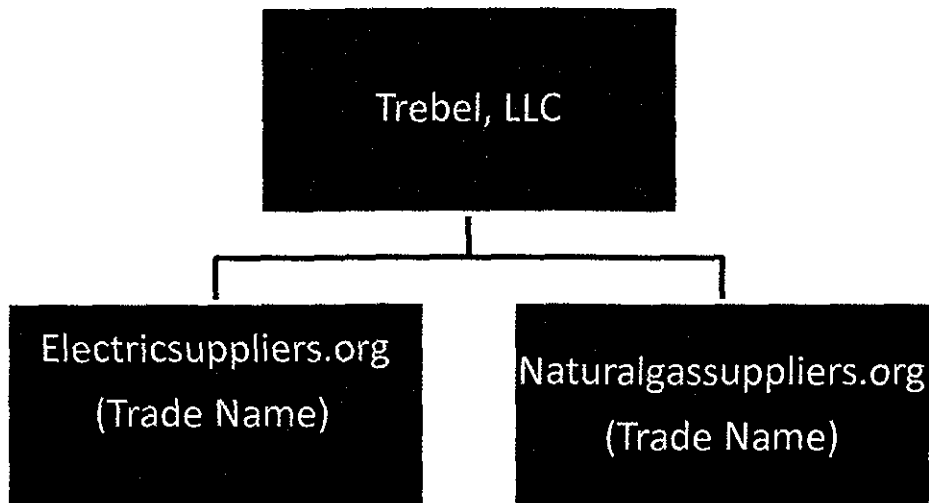 Trebel, LLC
Electricsuppliers.org
(Trade Name)
Naturalgassuppliers.org
(Trade Name)